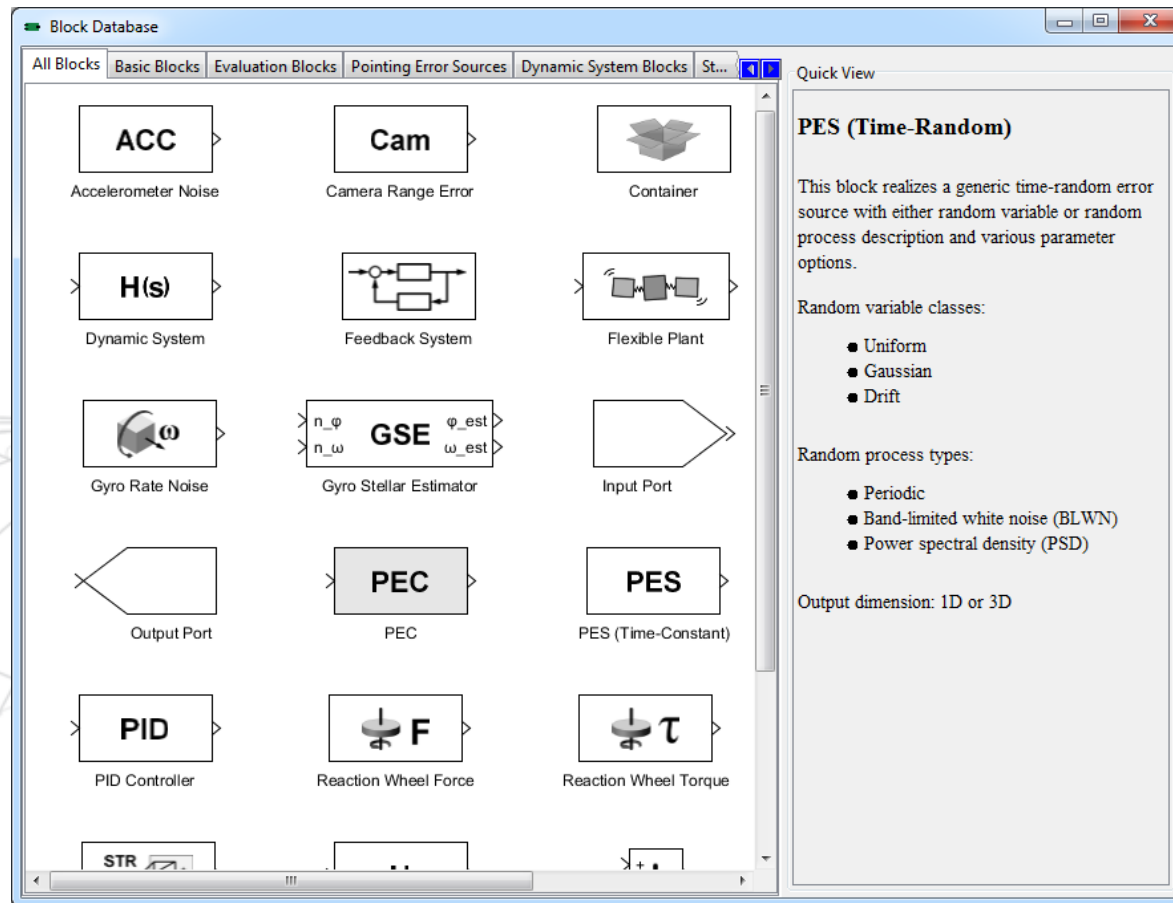 Block Database
All Blocks Basic Blocks Evaluation Blocks Pointing Error Sources Dynamic System Blocks St...
ACC Cam
Accelerometer Noise Camera Range Error Container
H(s)
Dynamic System Feedback System Flexible Plant
ω n_φ GSE φ_est
n_ω ω_est
Gyro Rate Noise Gyro Stellar Estimator Input Port
PEC PES
Output Port PEC PES (Time-Constant)
PID F τ
PID Controller Reaction Wheel Force Reaction Wheel Torque
STR +
Quick View
PES (Time-Random)
This block realizes a generic time-random error
source with either random variable or random
process description and various parameter
options.
Random variable classes:
Uniform
Gaussian
Drift
Random process types:
Periodic
Band-limited white noise (BLWN)
Power spectral density (PSD)
Output dimension: 1D or 3D